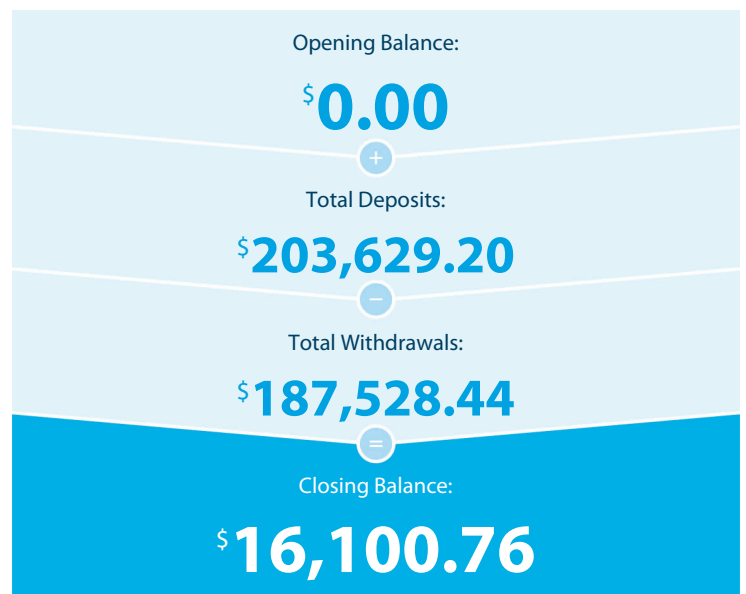 Opening Balance:
$0.00
+
Total Deposits:
$203,629.20
−
Total Withdrawals:
$187,528.44
=
Closing Balance:
$16,100.76